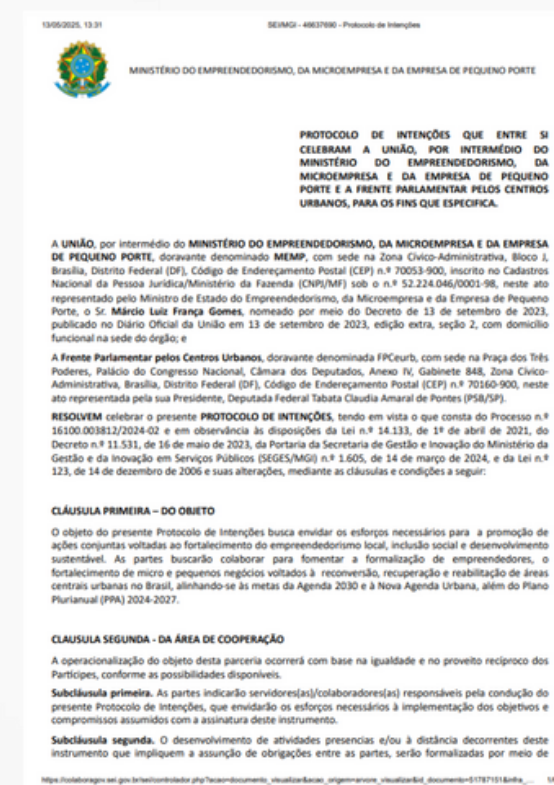 13/05/2025, 13:31 SEI/MGI - 46637690 - Protocolo de Intenções
MINISTÉRIO DO EMPREENDEDORISMO, DA MICROEMPRESA E DA EMPRESA DE PEQUENO PORTE
PROTOCOLO DE INTENÇÕES QUE ENTRE SI
CELEBRAM A UNIÃO, POR INTERMÉDIO DO
MINISTÉRIO DO EMPREENDEDORISMO, DA
MICROEMPRESA E DA EMPRESA DE PEQUENO
PORTE E A FRENTE PARLAMENTAR PELOS CENTROS
URBANOS, PARA OS FINS QUE ESPECIFICA.
A UNIÃO, por intermédio do MINISTÉRIO DO EMPREENDEDORISMO, DA MICROEMPRESA E DA EMPRESA
DE PEQUENO PORTE, doravante denominado MEMP, com sede na Zona Cívico-Administrativa, Bloco J,
Brasília, Distrito Federal (DF), Código de Endereçamento Postal (CEP) n.º 70053-900, inscrito no Cadastros
Nacional da Pessoa Jurídica/Ministério da Fazenda (CNPJ/MF) sob o n.º 52.224.046/0001-98, neste ato
representado pelo Ministro de Estado do Empreendedorismo, da Microempresa e da Empresa de Pequeno
Porte, o Sr. Márcio Luiz França Gomes, nomeado por meio do Decreto de 13 de setembro de 2023,
publicado no Diário Oficial da União em 13 de setembro de 2023, edição extra, seção 2, com domicílio
funcional na sede do órgão; e
A Frente Parlamentar pelos Centros Urbanos, doravante denominada FPCeurb, com sede na Praça dos Três
Poderes, Palácio do Congresso Nacional, Câmara dos Deputados, Anexo IV, Gabinete 848, Zona Cívico-
Administrativa, Brasília, Distrito Federal (DF), Código de Endereçamento Postal (CEP) n.º 70160-900, neste
ato representada pela sua Presidente, Deputada Federal Tabata Claudia Amaral de Pontes (PSB/SP).
RESOLVEM celebrar o presente PROTOCOLO DE INTENÇÕES, tendo em vista o que consta do Processo n.º
16100.003812/2024-02 e em observância às disposições da Lei n.º 14.133, de 1º de abril de 2021, do
Decreto n.º 11.531, de 16 de maio de 2023, da Portaria da Secretaria de Gestão e Inovação do Ministério da
Gestão e da Inovação em Serviços Públicos (SEGES/MGI) n.º 1.605, de 14 de março de 2024, e da Lei n.º
123, de 14 de dezembro de 2006 e suas alterações, mediante as cláusulas e condições a seguir:
CLÁUSULA PRIMEIRA – DO OBJETO
O objeto do presente Protocolo de Intenções busca envidar os esforços necessários para a promoção de
ações conjuntas voltadas ao fortalecimento do empreendedorismo local, inclusão social e desenvolvimento
sustentável. As partes buscarão colaborar para fomentar a formalização de empreendedores, o
fortalecimento de micro e pequenos negócios voltados à reconversão, recuperação e reabilitação de áreas
centrais urbanas no Brasil, alinhando-se às metas da Agenda 2030 e à Nova Agenda Urbana, além do Plano
Plurianual (PPA) 2024-2027.
CLAUSULA SEGUNDA - DA ÁREA DE COOPERAÇÃO
A operacionalização do objeto desta parceria ocorrerá com base na igualdade e no proveito recíproco dos
Partícipes, conforme as possibilidades disponíveis.
Subcláusula primeira. As partes indicarão servidores(as)/colaboradores(as) responsáveis pela condução do
presente Protocolo de Intenções, que envidarão os esforços necessários à implementação dos objetivos e
compromissos assumidos com a assinatura deste instrumento.
Subcláusula segunda. O desenvolvimento de atividades presencias e/ou à distância decorrentes deste
instrumento que impliquem a assunção de obrigações entre as partes, serão formalizadas por meio de
https://colaboragov.sei.gov.br/sei/controlador.php?acao=documento_visualizar&acao_origem=arvore_visualizar&id_documento=51787151&infra_...